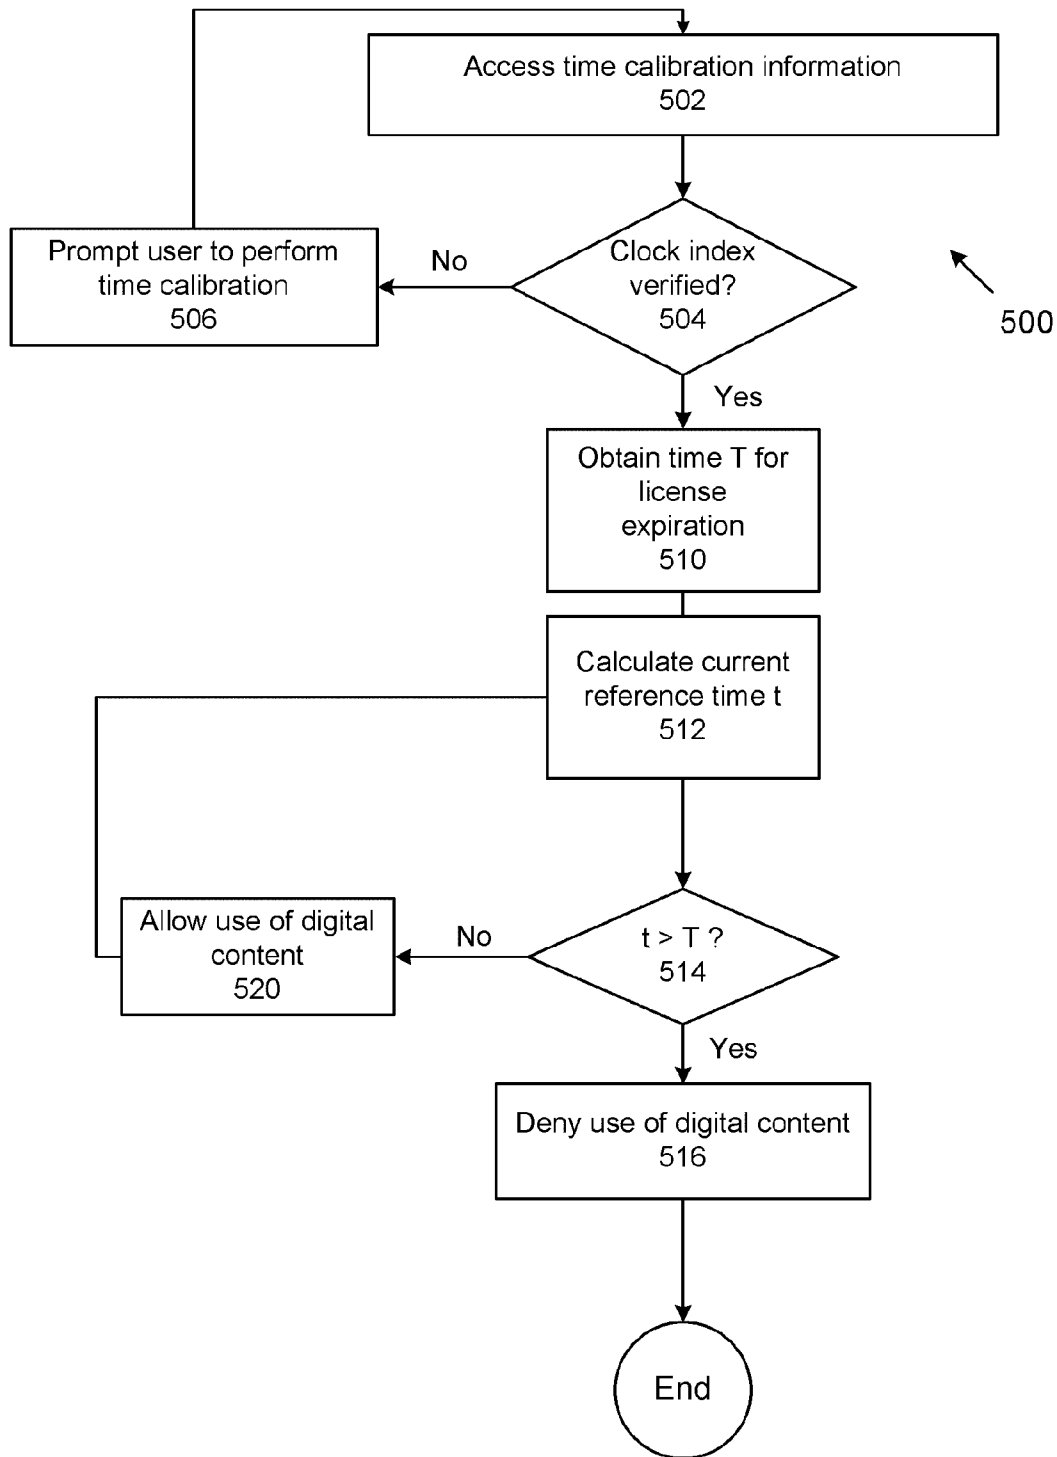 Access time calibration information
502
Prompt user to perform
time calibration
506
No
Clock index
verified?
504
500
Yes
Obtain time T for
license
expiration
510
Calculate current
reference time t
512
Allow use of digital
content
520
No
t > T ?
514
Yes
Deny use of digital content
516
End